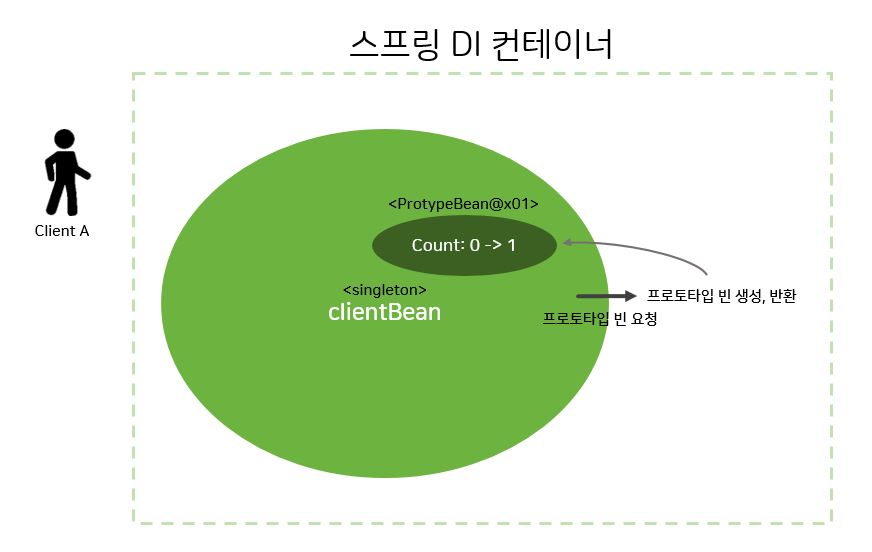 스프링 DI 컨테이너
Client A
<ProtypeBean@x01>
Count: 0 -> 1
<singleton>
clientBean
프로토타입 빈 생성, 반환
프로토타입 빈 요청